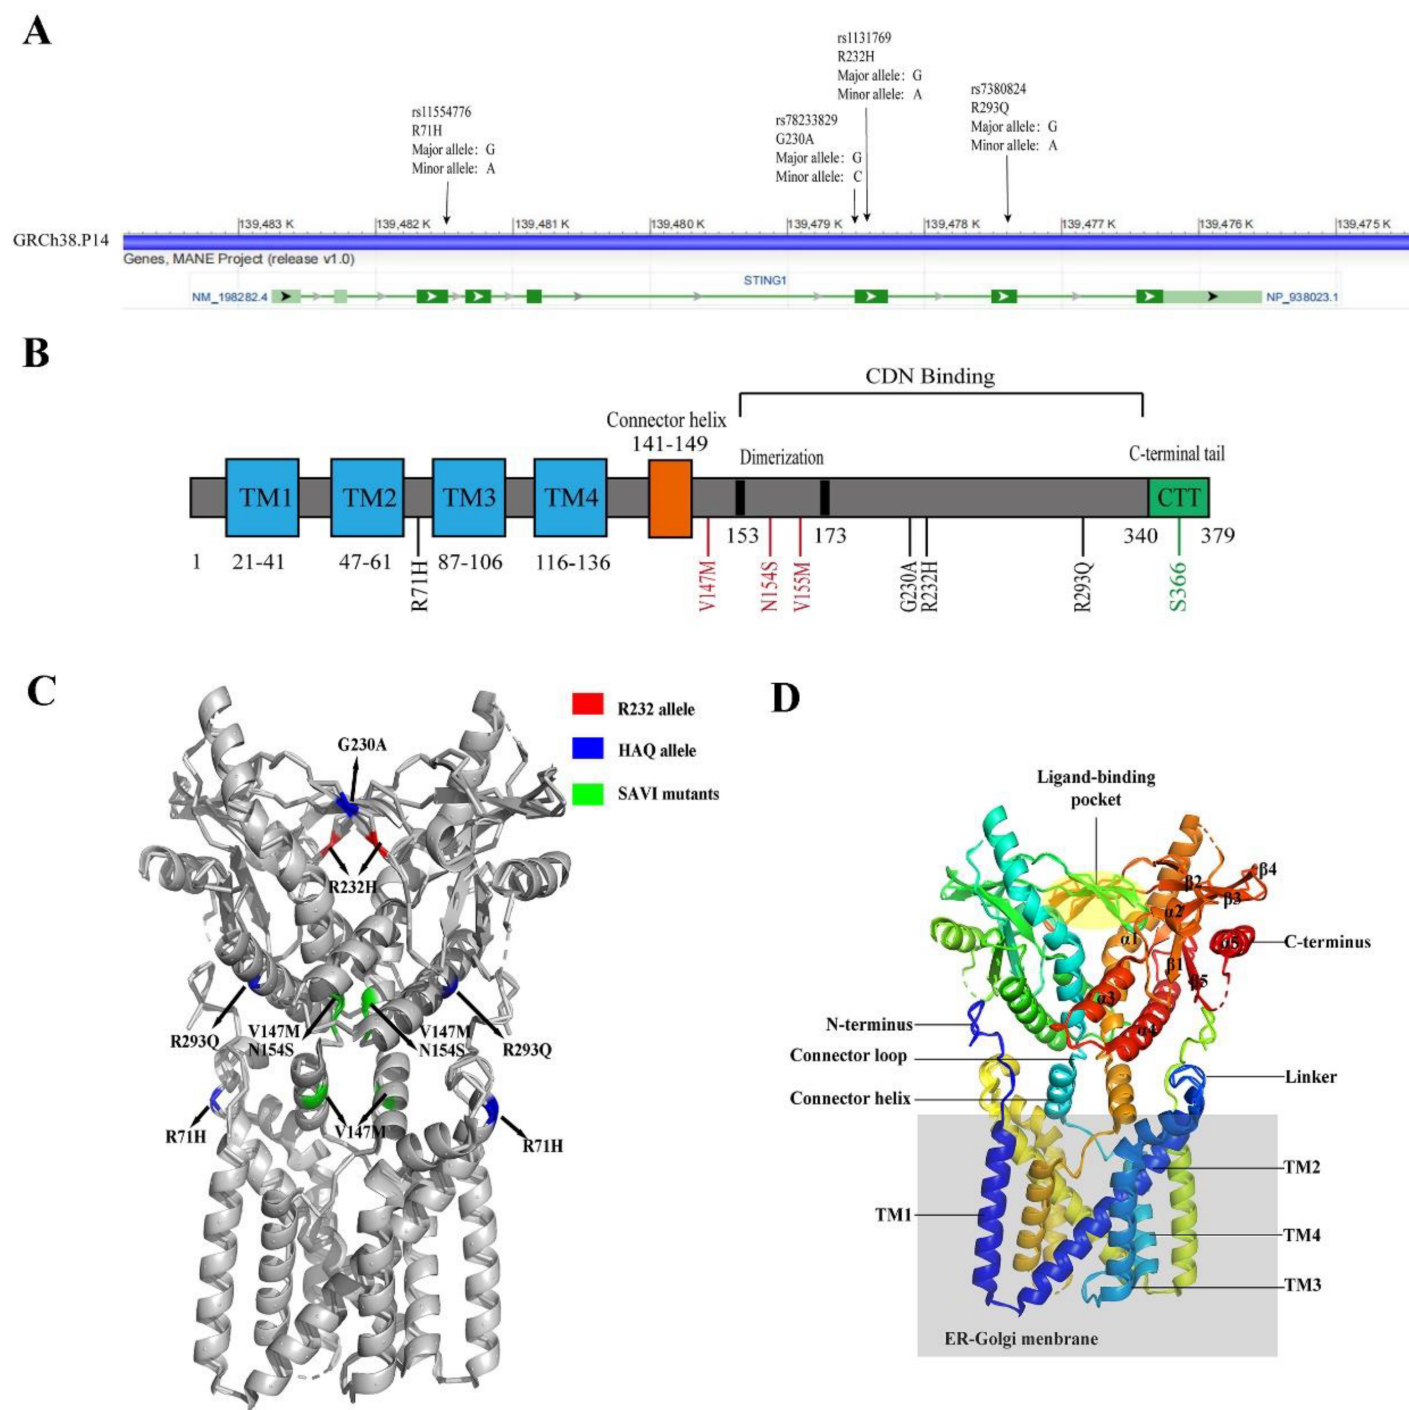 A
rs11554776
R71H
Major allele: G
Minor allele: A
rs78233829
G230A
Major allele: G
Minor allele: C
rs1131769
R232H
Major allele: G
Minor allele: A
rs7380824
R293Q
Major allele: G
Minor allele: A
139,483 K
139,482 K
139,481 K
139,480 K
139,479 K
139,478 K
139,477 K
139,476 K
139,475 K
GRCh38.P14
Genes, MANE Project (release v1.0)
STING1
NM_198282.4
NP_938023.1
B
CDN Binding
Connector helix
141-149
Dimerization
C-terminal tail
TM1
TM2
TM3
TM4
CTT
1
21-41
47-61
R71H
87-106
116-136
V147M
153
N154S
V155M
173
G230A
R232H
R293Q
340
S366
379
C
R232 allele
HAQ allele
SAVI mutants
G230A
R232H
R293Q
V147M
N154S
V147M
N154S
R293Q
R71H
V147M
R71H
D
Ligand-binding
pocket
β2
β4
β3
α2
α1
α5
C-terminus
β1
β5
α3
α4
N-terminus
Connector loop
Connector helix
Linker
TM1
TM2
TM4
TM3
ER-Golgi menbrane